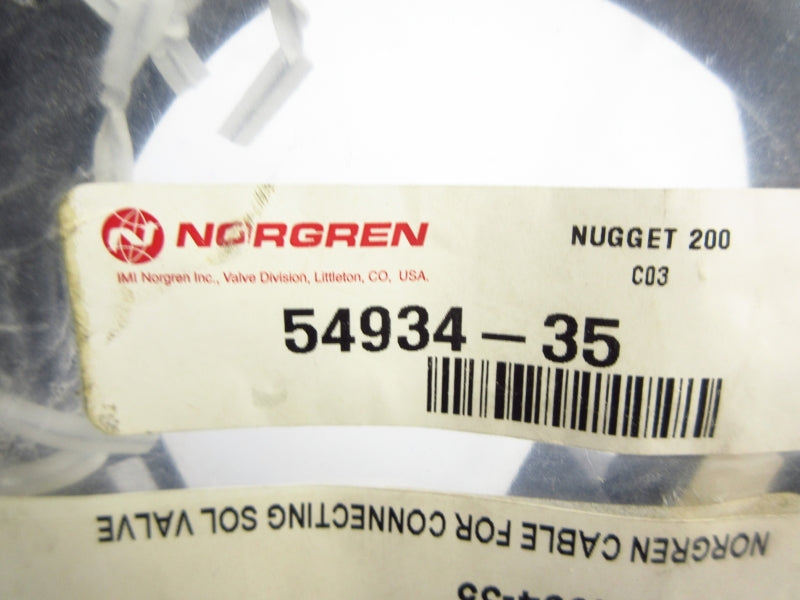 NORGREN
IMI Norgren Inc., Valve Division, Littleton, CO, USA.
NUGGET 200
C03
54934-35
NORGREN CABLE FOR CONNECTING SOL VALVE